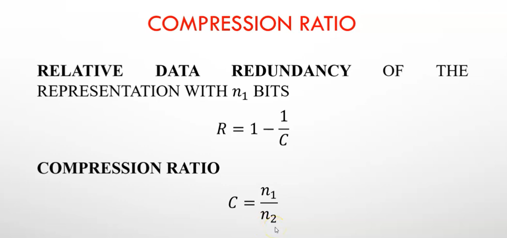 COMPRESSION RATIO
RELATIVE DATA REDUNDANCY OF THE
REPRESENTATION WITH n₁ BITS
R = 1 − 1/C
COMPRESSION RATIO
C = n₁/n₂